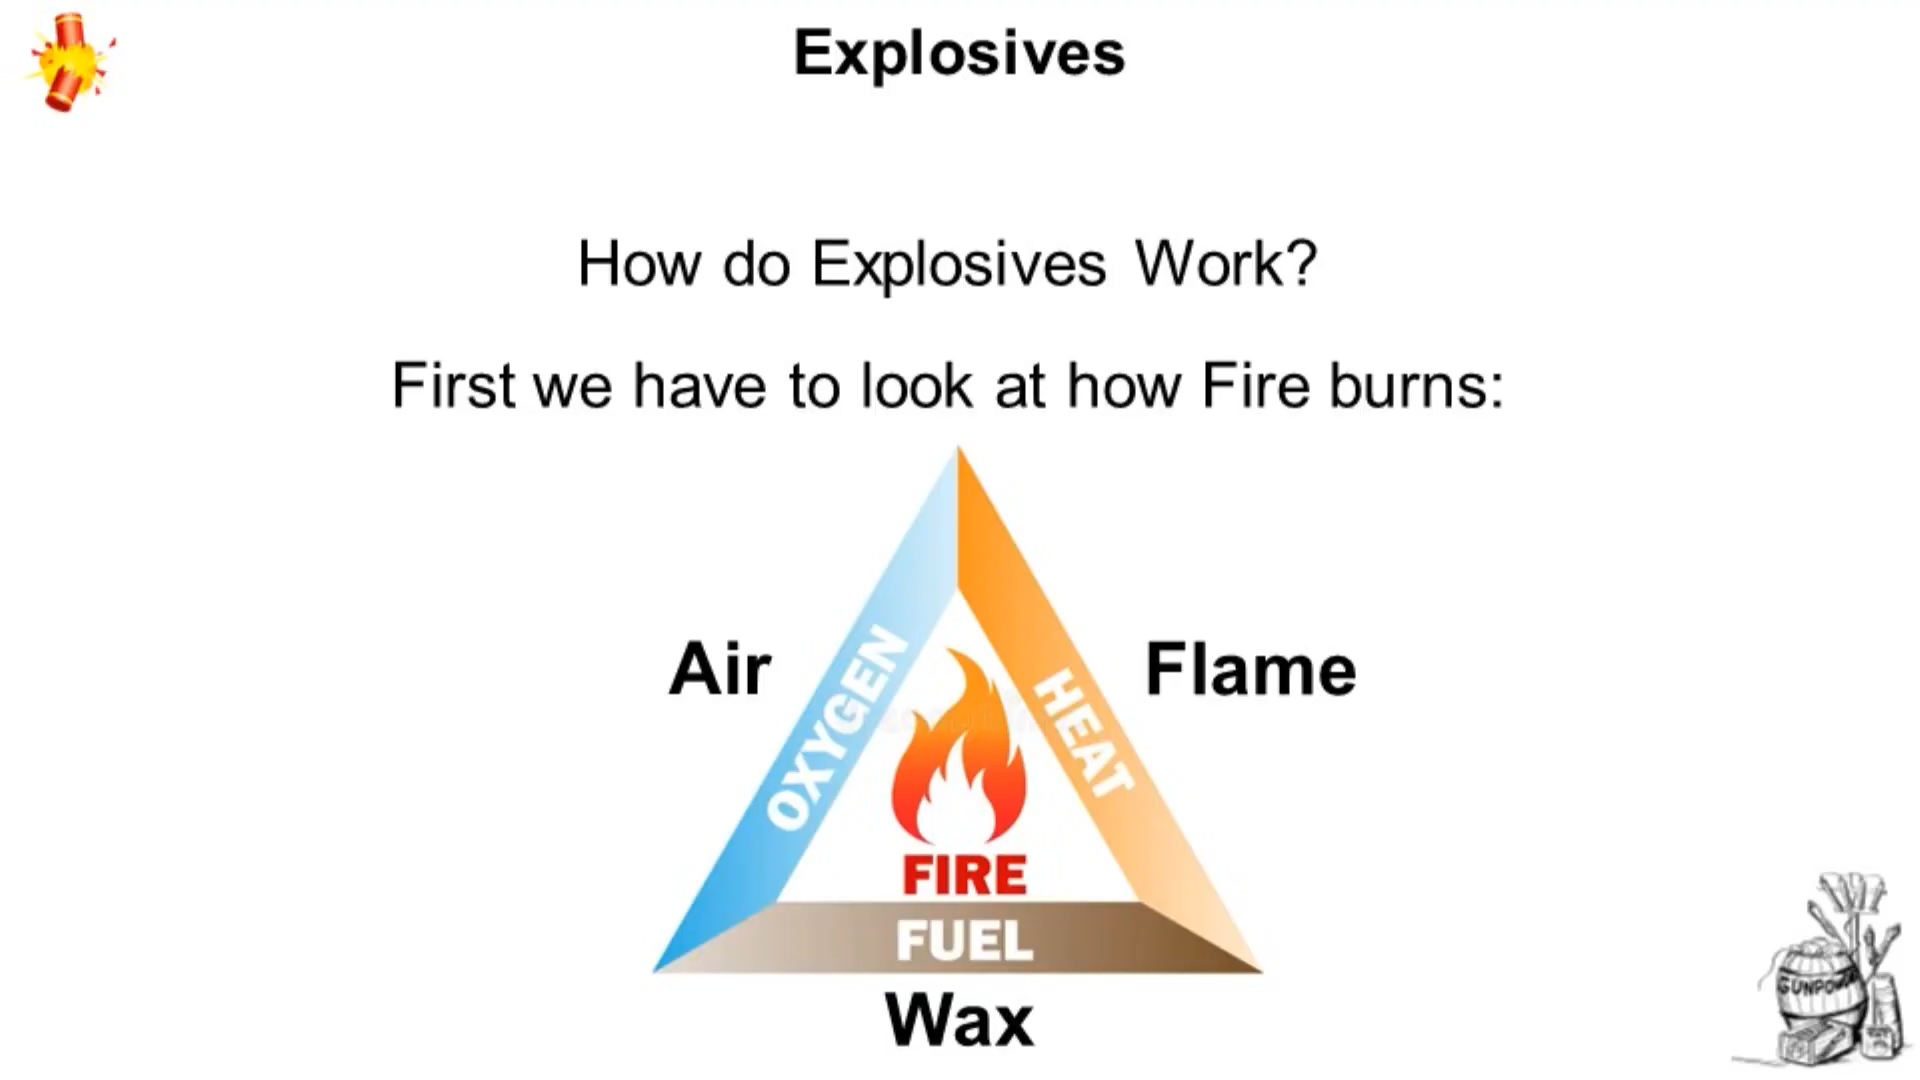 Explosives
How do Explosives Work?
First we have to look at how Fire burns:
Air
OXYGEN
HEAT
Flame
FIRE
FUEL
Wax